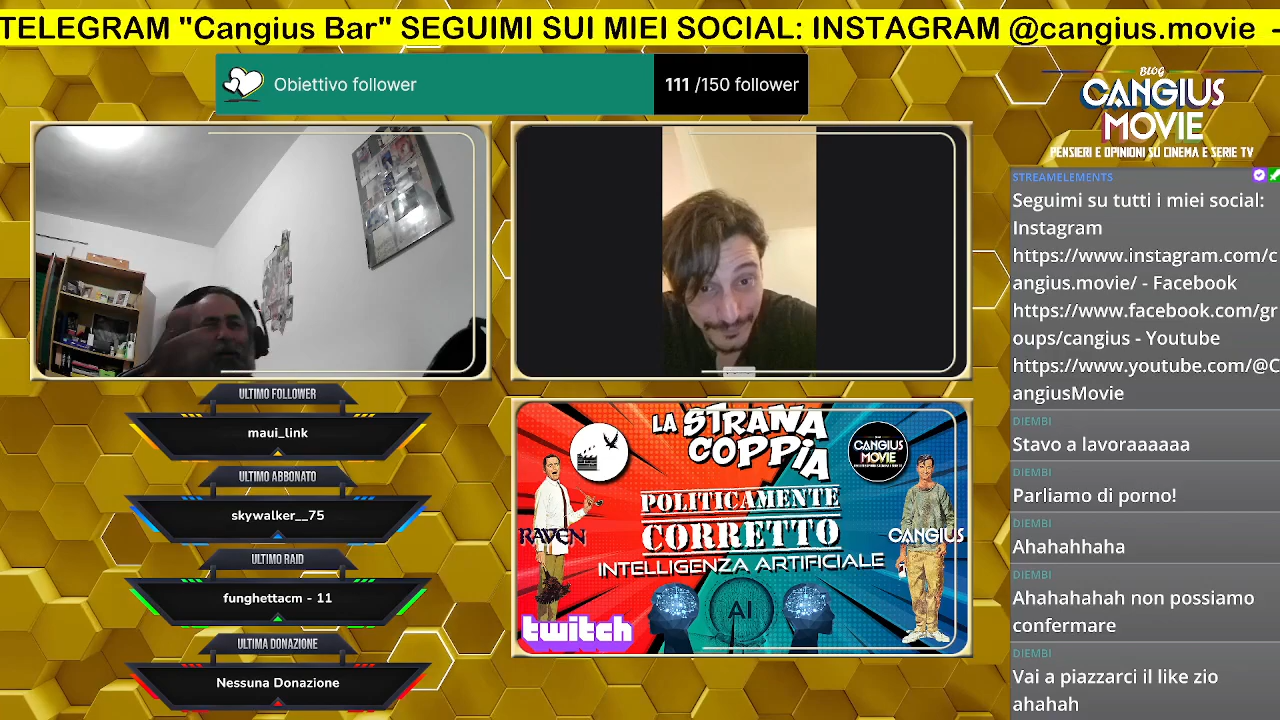 TELEGRAM "Cangius Bar" SEGUIMI SUI MIEI SOCIAL: INSTAGRAM @cangius.movie -
Obiettivo follower
111 /150 follower
BLOG
CANGIUS
MOVIE
PENSIERI E OPINIONI SU CINEMA E SERIE TV
ULTIMO FOLLOWER
maui_link
ULTIMO ABBONATO
skywalker__75
ULTIMO RAID
funghettacm - 11
ULTIMA DONAZIONE
Nessuna Donazione
LA STRANA
COPPIA
CANGIUS
MOVIE
POLITICAMENTE
CORRETTO
RAVEN
CANGIUS
INTELLIGENZA ARTIFICIALE
AI
twitch
STREAMELEMENTS
Seguimi su tutti i miei social:
Instagram
https://www.instagram.com/c
angius.movie/ - Facebook
https://www.facebook.com/gr
oups/cangius - Youtube
https://www.youtube.com/@C
angiusMovie
DIEMBI
Stavo a lavoraaaaaa
DIEMBI
Parliamo di porno!
DIEMBI
Ahahahhaha
DIEMBI
Ahahahahah non possiamo
confermare
DIEMBI
Vai a piazzarci il like zio
ahahah